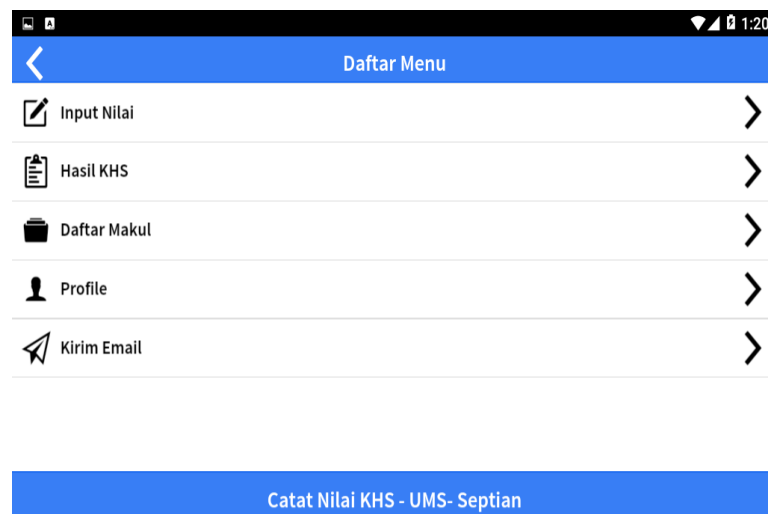 1:20
Daftar Menu
Input Nilai
Hasil KHS
Daftar Makul
Profile
Kirim Email
Catat Nilai KHS - UMS- Septian